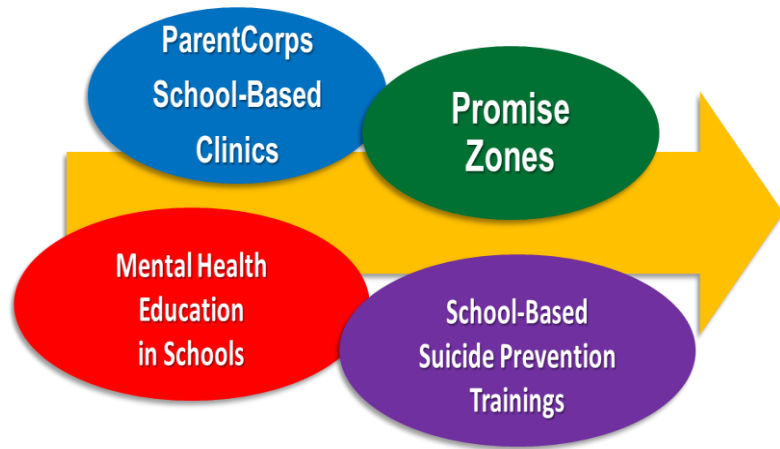 ParentCorps
School-Based
Clinics
Promise
Zones
Mental Health
Education
in Schools
School-Based
Suicide Prevention
Trainings